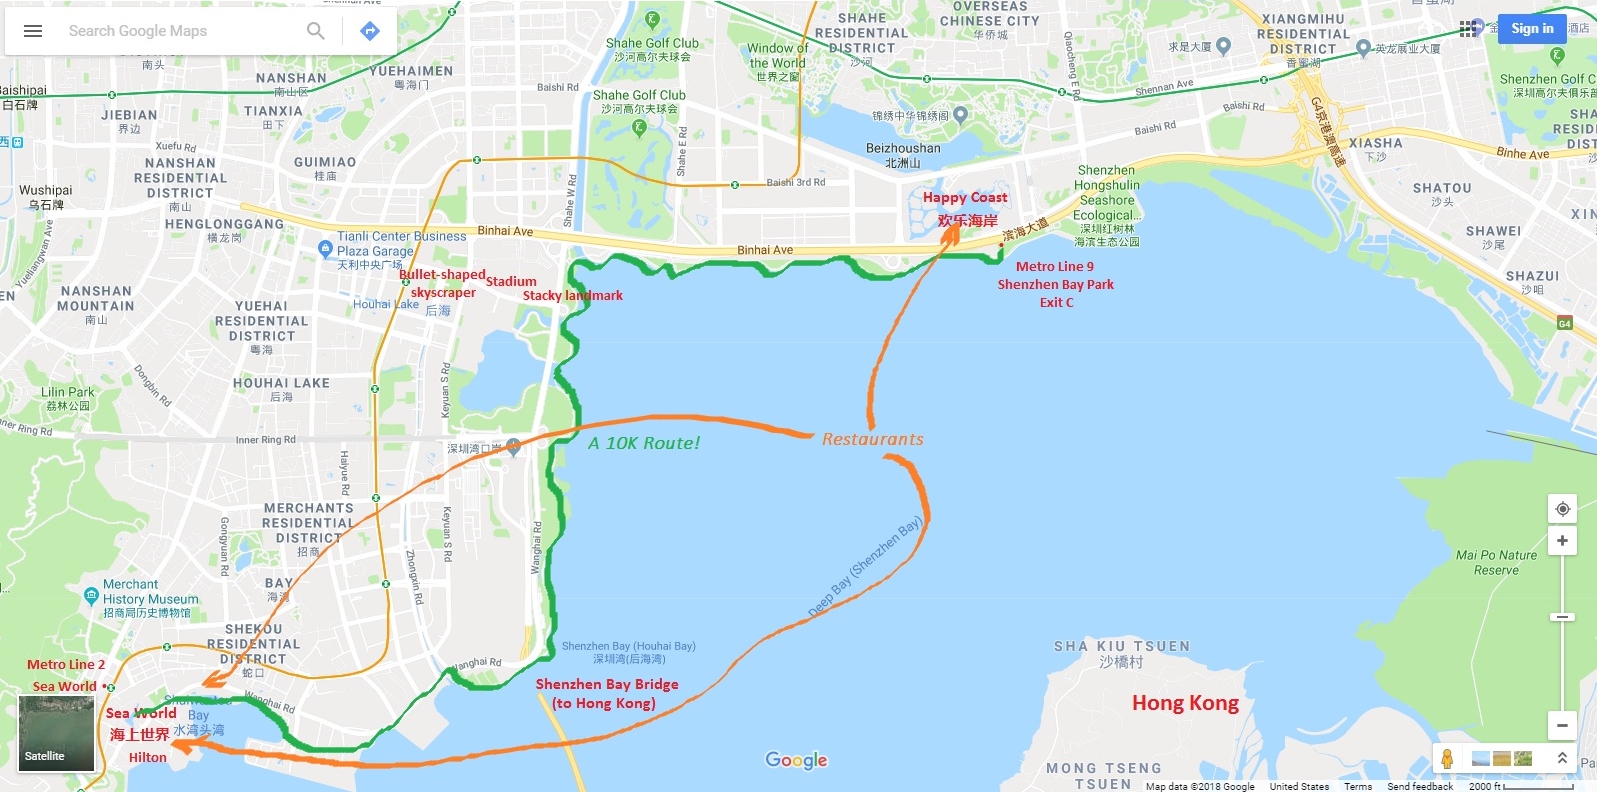 Search Google Maps
Sign in
NANSHAN
南头
Baishipai
白石牌
NANSHAN
南山区
YUEHAIMEN
粤海门
TIANXIA
田下
JIEBIAN
界边
Xuefu Rd
Baishi Rd
Shahe Golf Club
沙河高尔夫球会
Shahe Golf Club
沙河高尔夫球会
Window of
the World
世界之窗
SHAHE
RESIDENTIAL
DISTRICT
沙河
OVERSEAS
CHINESE CITY
华侨城
Qiaocheng E Rd
求是大厦
XIANGMIHU
RESIDENTIAL
DISTRICT
香蜜湖
英龙展业大厦
Shennan Ave
Shenzhen Golf C
深圳高尔夫俱乐部
Baishi Rd
Baishi Rd
G4京港澳高速
锦绣中华锦绣阁
Beizhoushan
北洲山
XIASHA
下沙
Binhe Ave
SHATOU
沙头
SHAWEI
沙尾
SHAZUI
沙咀
G4
NANSHAN
RESIDENTIAL
DISTRICT
南山
GUIMIAO
桂庙
Wushipai
乌石牌
HENGLONGGANG
横龙岗
Yueliangwan Ave
Shahe W Rd
Shahe E Rd
Baishi 3rd Rd
Binhai Ave
Binhai Ave
滨海大道
Happy Coast
欢乐海岸
Shenzhen
Hongshulin
Seashore
Ecological...
深圳红树林
海滨生态公园
Metro Line 9
Shenzhen Bay Park
Exit C
Tianli Center Business
Plaza Garage
天利中央广场
Bullet-shaped
skyscraper
Stadium
Stacky landmark
Houhai Lake
后海
NANSHAN
MOUNTAIN
南山
YUEHAI
RESIDENTIAL
DISTRICT
粤海
HOUHAI LAKE
后海
Dongbin Rd
Lilin Park
荔林公园
Inner Ring Rd
Inner Ring Rd
Keyuan S Rd
深圳湾口岸
A 10K Route!
Restaurants
Haiyue Rd
MERCHANTS
RESIDENTIAL
DISTRICT
招商
Gongyuan Rd
Keyuan S Rd
Zhongxin Rd
Wanghai Rd
Deep Bay (Shenzhen Bay)
Mai Po Nature
Reserve
BAY
海湾
Merchant
History Museum
招商局历史博物馆
SHEKOU
RESIDENTIAL
DISTRICT
蛇口
Shenzhen Bay (Houhai Bay)
深圳湾(后海湾)
SHA KIU TSUEN
沙橋村
Metro Line 2
Sea World
Wanghai Rd
Wanghai Rd
Shenzhen Bay Bridge
(to Hong Kong)
Hong Kong
Sea World
海上世界
Hilton
Bay
水湾头湾
Satellite
Google
MONG TSENG
TSUEN
Map data ©2018 Google
United States
Terms
Send feedback
2000 ft